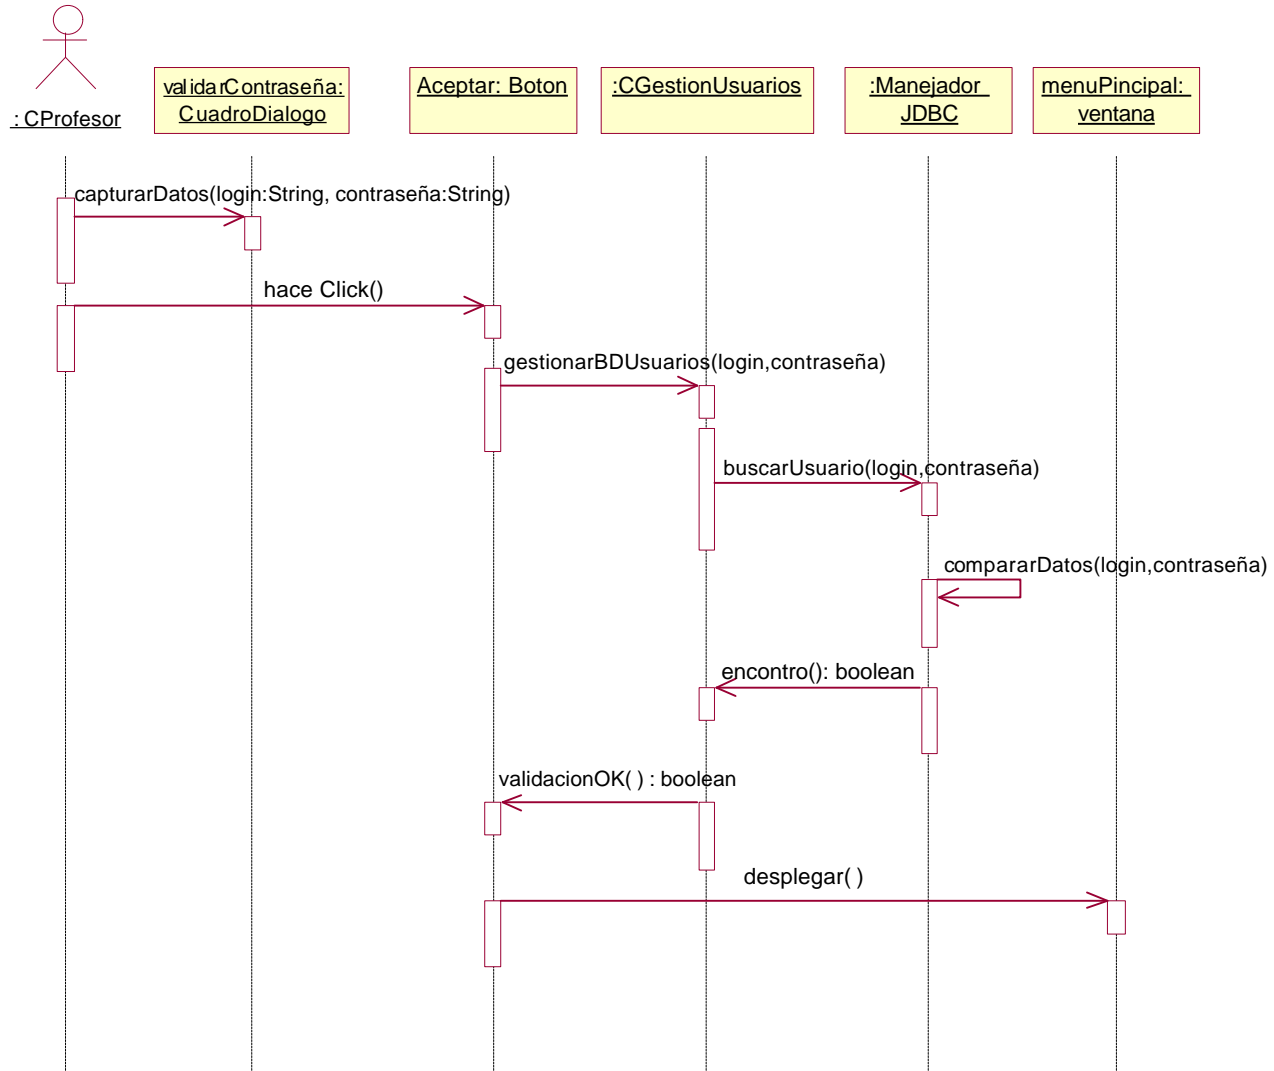 : CProfesor
validarContraseña:
CuadroDialogo
Aceptar: Boton
:CGestionUsuarios
:Manejador
JDBC
menuPincipal:
ventana
capturarDatos(login:String, contraseña:String)
hace Click()
gestionarBDUsuarios(login,contraseña)
buscarUsuario(login,contraseña)
compararDatos(login,contraseña)
encontro(): boolean
validacionOK( ) : boolean
desplegar( )